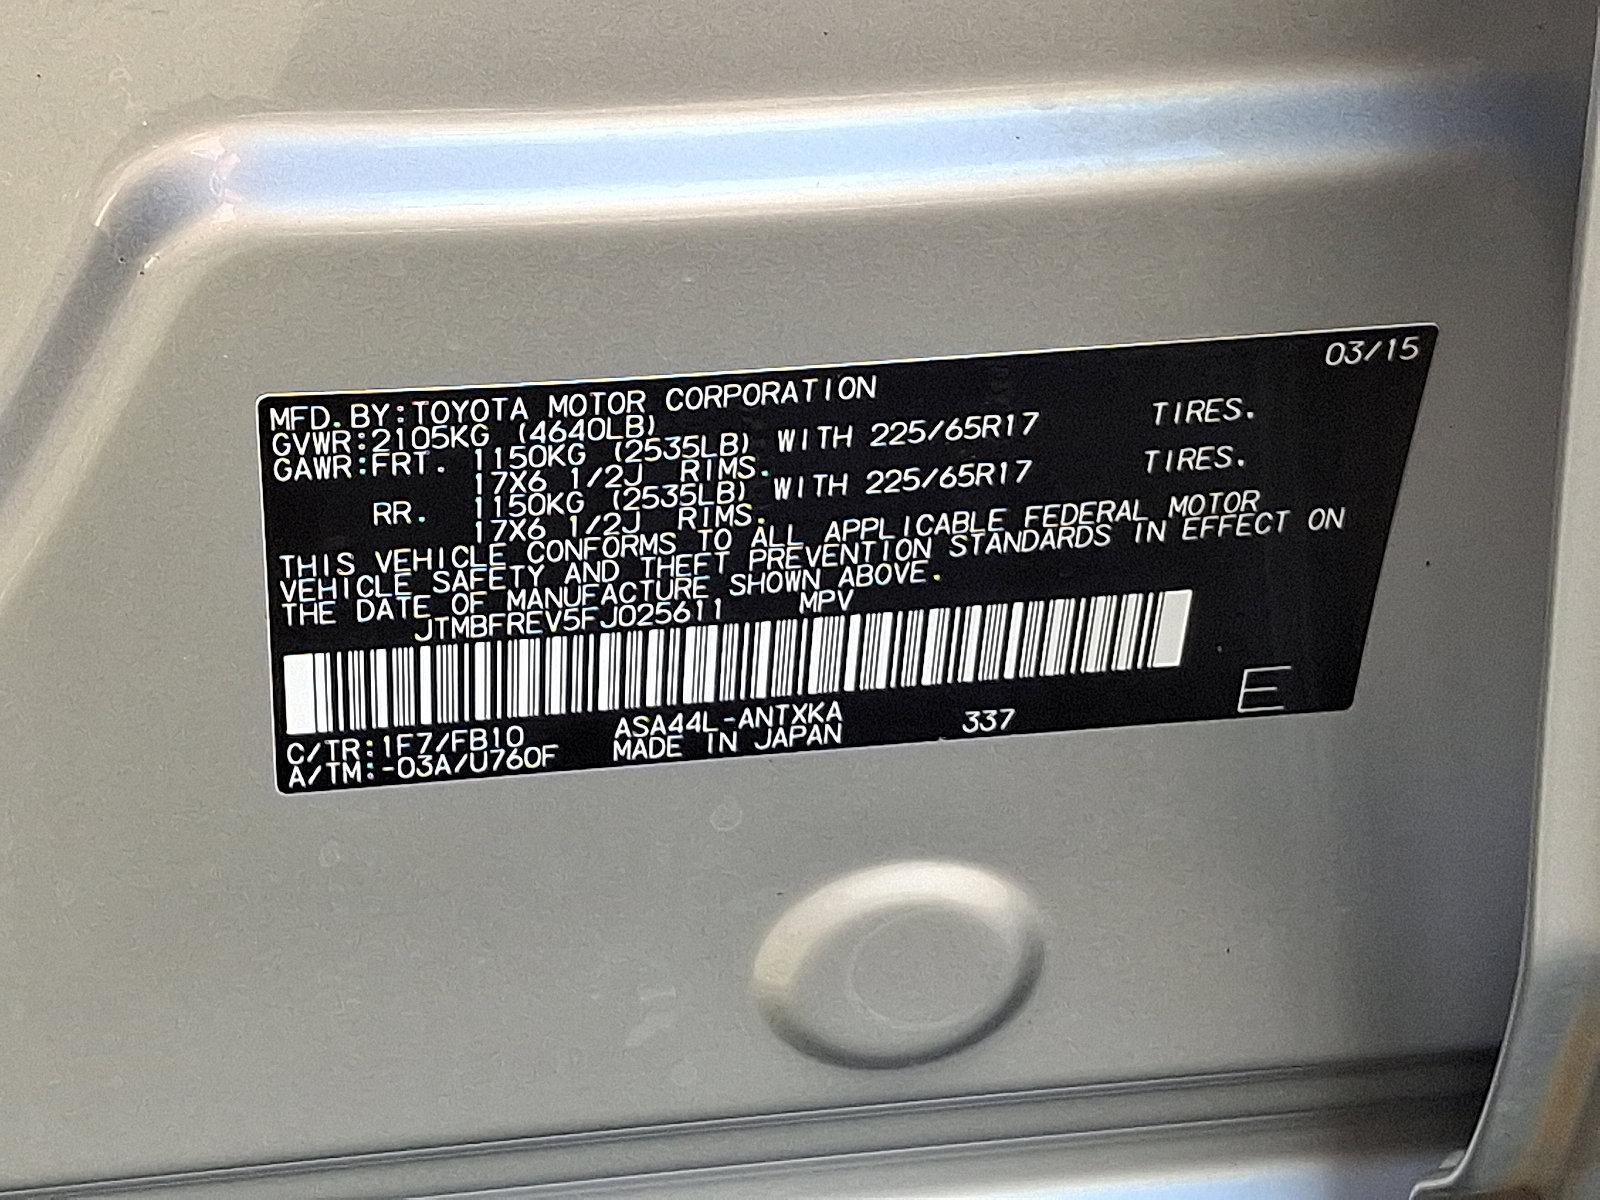 03/15
MFD.BY:TOYOTA MOTOR CORPORATION
GVWR:2105KG (4640LB)
GAWR:FRT. 1150KG (2535LB) WITH 225/65R17 TIRES.
17X6 1/2J RIMS.
RR. 1150KG (2535LB) WITH 225/65R17 TIRES.
17X6 1/2J RIMS.
THIS VEHICLE CONFORMS TO ALL APPLICABLE FEDERAL MOTOR
VEHICLE SAFETY AND THEFT PREVENTION STANDARDS IN EFFECT ON
THE DATE OF MANUFACTURE SHOWN ABOVE.
JTMBFREV5FJ025611 MPV
C/TR:1F7/FB10 ASA44L-ANTXKA 337 E
A/TM:-03A/U760F MADE IN JAPAN